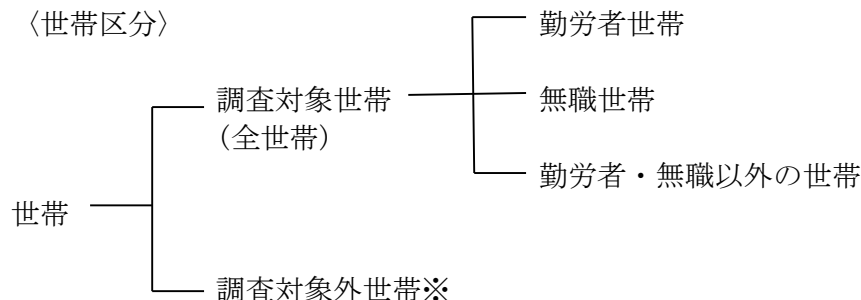 〈世帯区分〉
勤労者世帯
調査対象世帯
(全世帯)
無職世帯
勤労者・無職以外の世帯
世帯
調査対象外世帯※